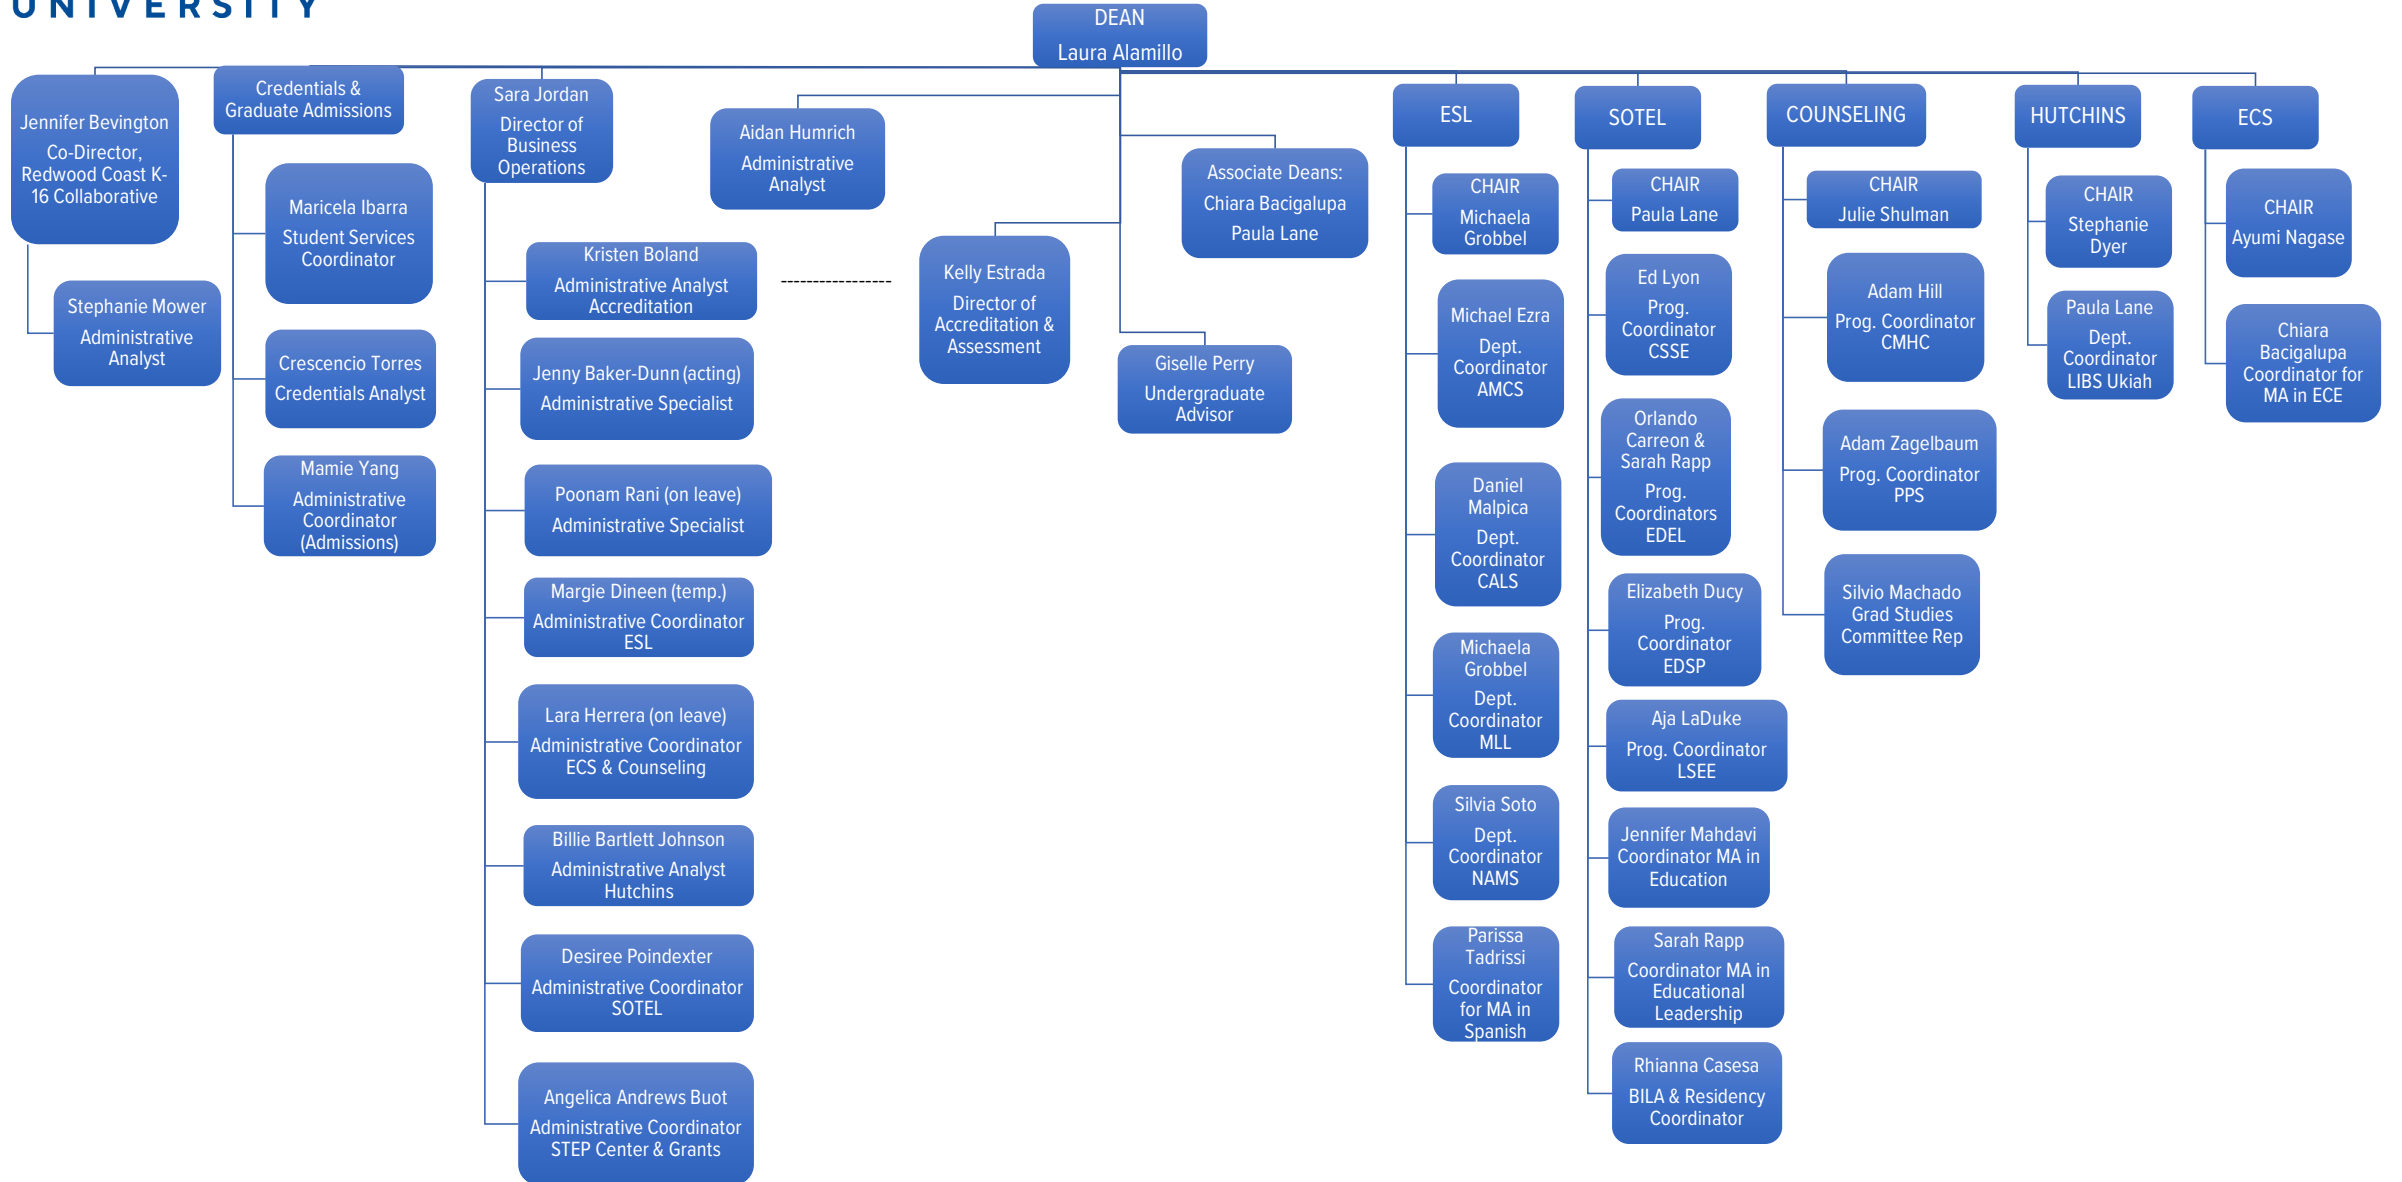 UNIVERSITY
DEAN
Laura Alamillo
Jennifer Bevington
Co-Director,
Redwood Coast K-
16 Collaborative
Stephanie Mower
Administrative
Analyst
Credentials &
Graduate Admissions
Maricela Ibarra
Student Services
Coordinator
Crescencio Torres
Credentials Analyst
Mamie Yang
Administrative
Coordinator
(Admissions)
Sara Jordan
Director of
Business
Operations
Kristen Boland
Administrative Analyst
Accreditation
Jenny Baker-Dunn (acting)
Administrative Specialist
Poonam Rani (on leave)
Administrative Specialist
Margie Dineen (temp.)
Administrative Coordinator
ESL
Lara Herrera (on leave)
Administrative Coordinator
ECS & Counseling
Billie Bartlett Johnson
Administrative Analyst
Hutchins
Desiree Poindexter
Administrative Coordinator
SOTEL
Angelica Andrews Buot
Administrative Coordinator
STEP Center & Grants
Aidan Humrich
Administrative
Analyst
Kelly Estrada
Director of
Accreditation &
Assessment
Associate Deans:
Chiara Bacigalupa
Paula Lane
Giselle Perry
Undergraduate
Advisor
ESL
CHAIR
Michaela
Grobbel
Michael Ezra
Dept.
Coordinator
AMCS
Daniel
Malpica
Dept.
Coordinator
CALS
Michaela
Grobbel
Dept.
Coordinator
MLL
Silvia Soto
Dept.
Coordinator
NAMS
Parissa
Tadrissi
Coordinator
for MA in
Spanish
SOTEL
CHAIR
Paula Lane
Ed Lyon
Prog.
Coordinator
CSSE
Orlando
Carreon &
Sarah Rapp
Prog.
Coordinators
EDEL
Elizabeth Ducy
Prog.
Coordinator
EDSP
Aja LaDuke
Prog. Coordinator
LSEE
Jennifer Mahdavi
Coordinator MA in
Education
Sarah Rapp
Coordinator MA in
Educational
Leadership
Rhianna Casesa
BILA & Residency
Coordinator
COUNSELING
CHAIR
Julie Shulman
Adam Hill
Prog. Coordinator
CMHC
Adam Zagelbaum
Prog. Coordinator
PPS
Silvio Machado
Grad Studies
Committee Rep
HUTCHINS
CHAIR
Stephanie
Dyer
Paula Lane
Dept.
Coordinator
LIBS Ukiah
ECS
CHAIR
Ayumi Nagase
Chiara
Bacigalupa
Coordinator for
MA in ECE